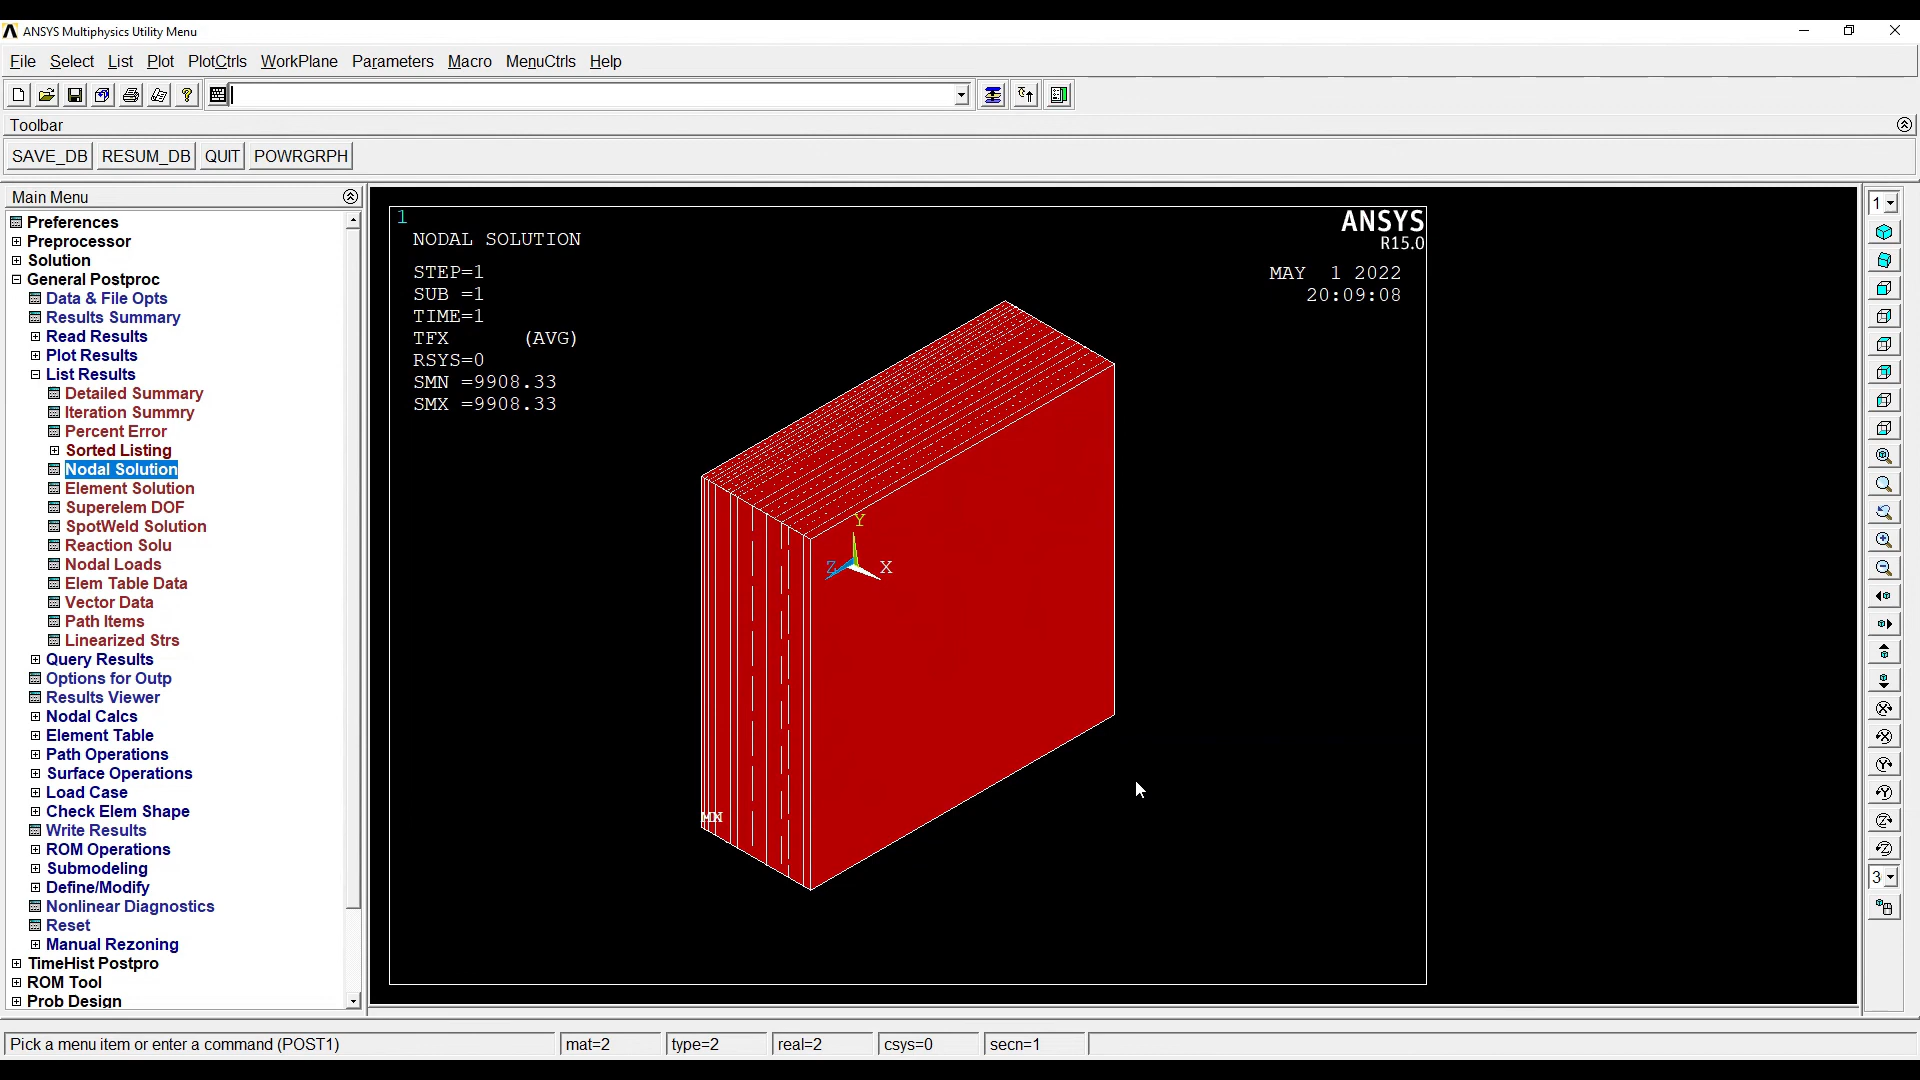 ANSYS Multiphysics Utility Menu
File Select List Plot PlotCtrls WorkPlane Parameters Macro MenuCtrls Help
Toolbar
SAVE_DB RESUM_DB QUIT POWRGRPH
Main Menu
Preferences
Preprocessor
Solution
General Postproc
Data & File Opts
Results Summary
Read Results
Plot Results
List Results
Detailed Summary
Iteration Summry
Percent Error
Sorted Listing
Nodal Solution
Element Solution
Superelem DOF
SpotWeld Solution
Reaction Solu
Nodal Loads
Elem Table Data
Vector Data
Path Items
Linearized Strs
Query Results
Options for Outp
Results Viewer
Nodal Calcs
Element Table
Path Operations
Surface Operations
Load Case
Check Elem Shape
Write Results
ROM Operations
Submodeling
Define/Modify
Nonlinear Diagnostics
Reset
Manual Rezoning
TimeHist Postpro
ROM Tool
Prob Design
1
NODAL SOLUTION
STEP=1
SUB =1
TIME=1
TFX (AVG)
RSYS=0
SMN =9908.33
SMX =9908.33
ANSYS
R15.0
MAY 1 2022
20:09:08
Y
Z X
1
3
Pick a menu item or enter a command (POST1) mat=2 type=2 real=2 csys=0 secn=1